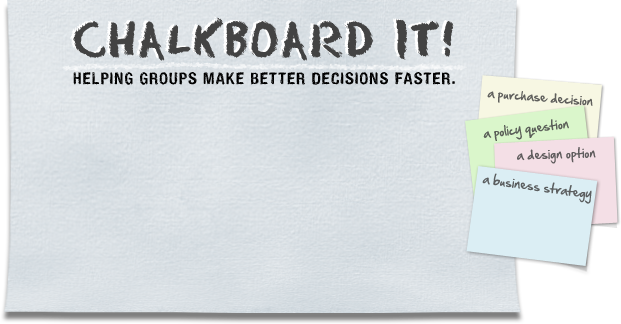 CHALKBOARD IT!
HELPING GROUPS MAKE BETTER DECISIONS FASTER.
a purchase decision
a policy question
a design option
a business strategy